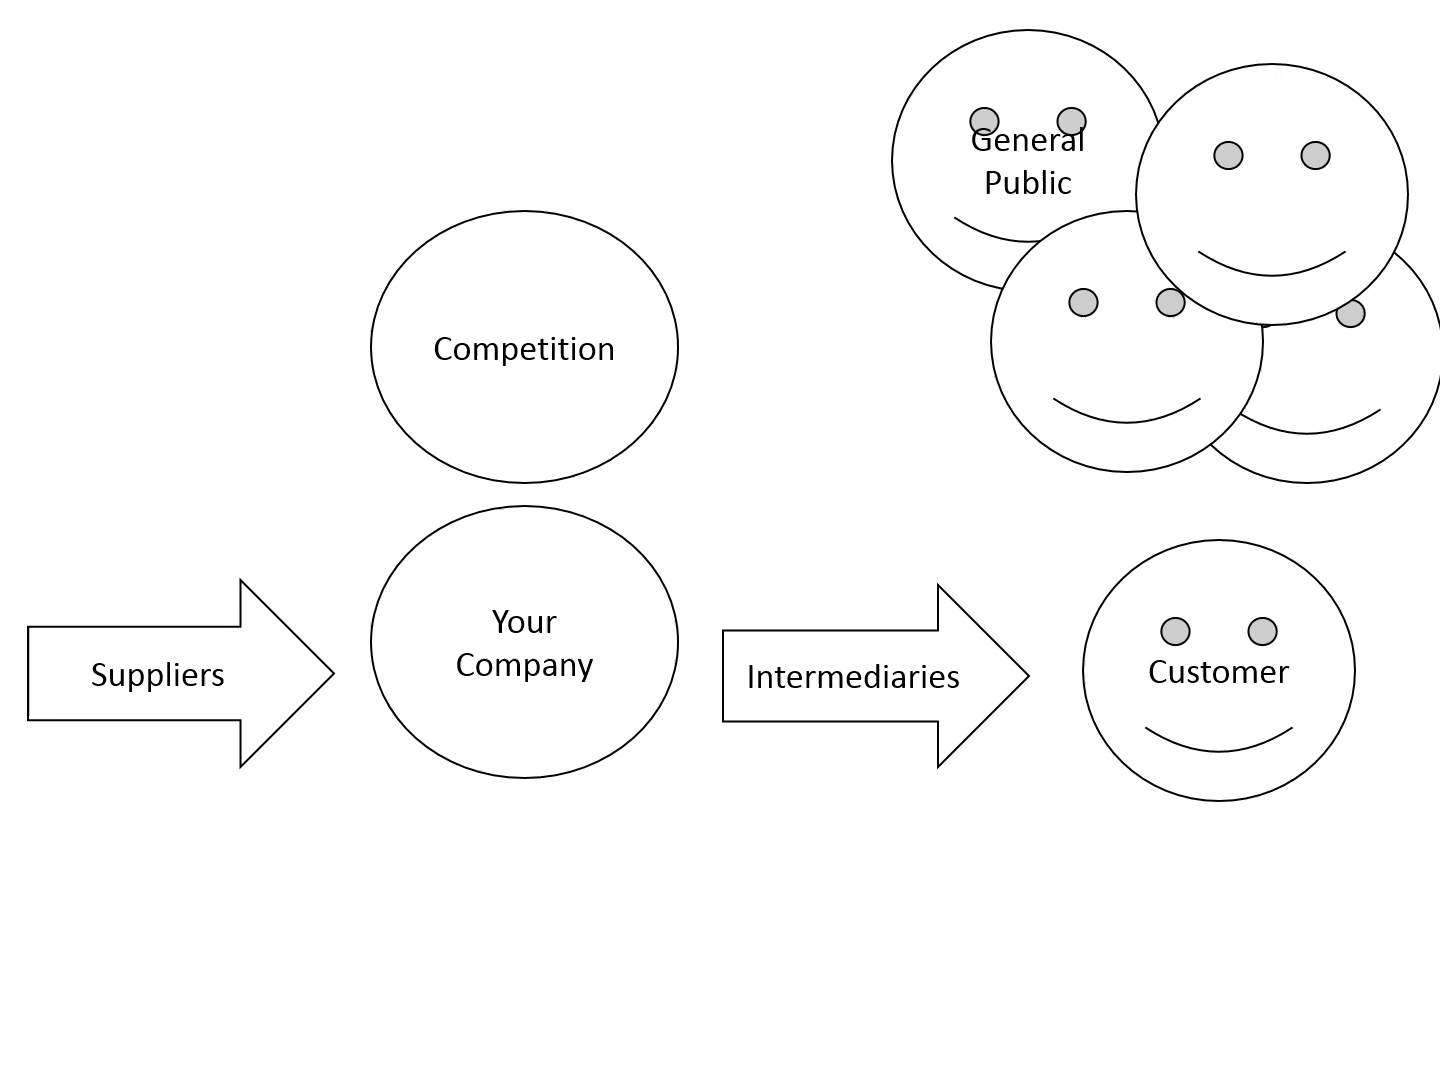 General
Public
Competition
Your
Company
Suppliers
Intermediaries
Customer